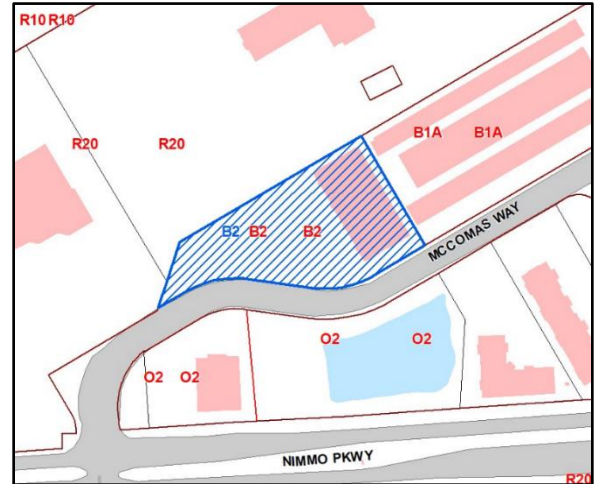 R10 R10
B1A B1A
R20 R20
B2 B2 B2
MCCOMAS WAY
O2 O2
O2 O2
NIMMO PKWY
R20